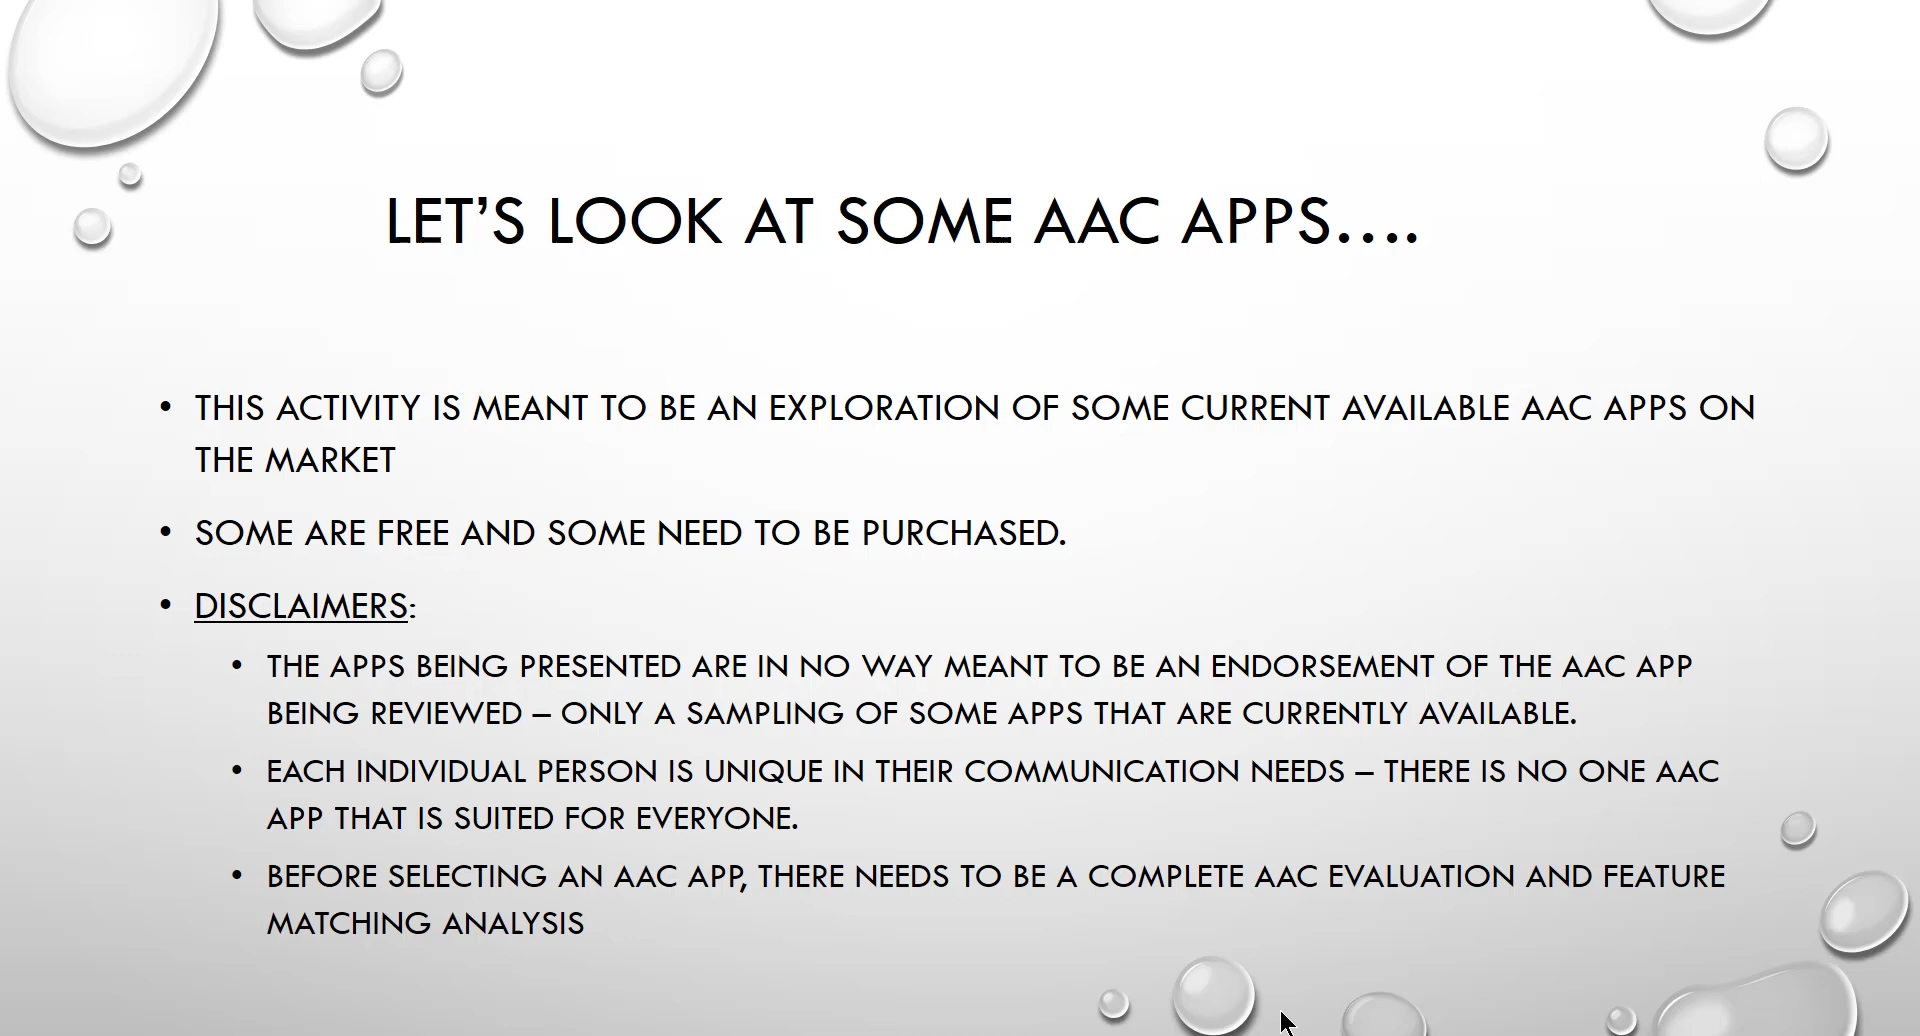 LET’S LOOK AT SOME AAC APPS….
• THIS ACTIVITY IS MEANT TO BE AN EXPLORATION OF SOME CURRENT AVAILABLE AAC APPS ON
THE MARKET
• SOME ARE FREE AND SOME NEED TO BE PURCHASED.
• DISCLAIMERS:
• THE APPS BEING PRESENTED ARE IN NO WAY MEANT TO BE AN ENDORSEMENT OF THE AAC APP
BEING REVIEWED – ONLY A SAMPLING OF SOME APPS THAT ARE CURRENTLY AVAILABLE.
• EACH INDIVIDUAL PERSON IS UNIQUE IN THEIR COMMUNICATION NEEDS – THERE IS NO ONE AAC
APP THAT IS SUITED FOR EVERYONE.
• BEFORE SELECTING AN AAC APP, THERE NEEDS TO BE A COMPLETE AAC EVALUATION AND FEATURE
MATCHING ANALYSIS